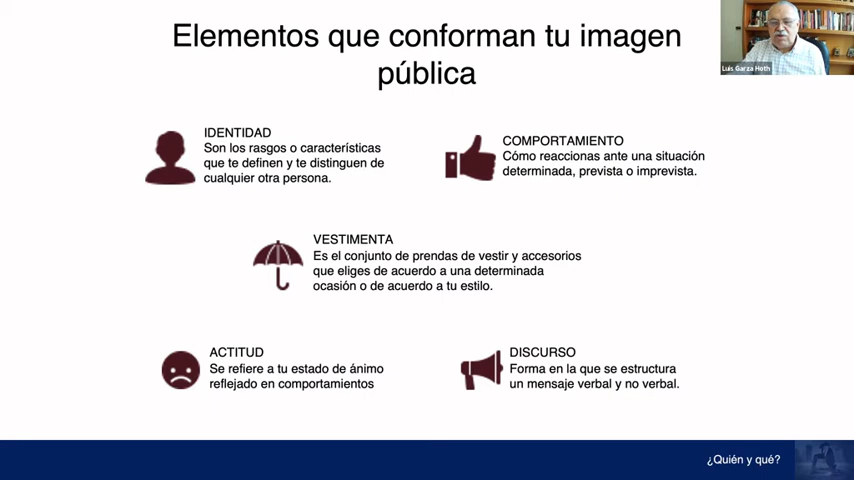 Elementos que conforman tu imagen
pública
Luis Garza Hoth
IDENTIDAD
Son los rasgos o características
que te definen y te distinguen de
cualquier otra persona.
COMPORTAMIENTO
Cómo reaccionas ante una situación
determinada, prevista o imprevista.
VESTIMENTA
Es el conjunto de prendas de vestir y accesorios
que eliges de acuerdo a una determinada
ocasión o de acuerdo a tu estilo.
ACTITUD
Se refiere a tu estado de ánimo
reflejado en comportamientos
DISCURSO
Forma en la que se estructura
un mensaje verbal y no verbal.
¿Quién y qué?